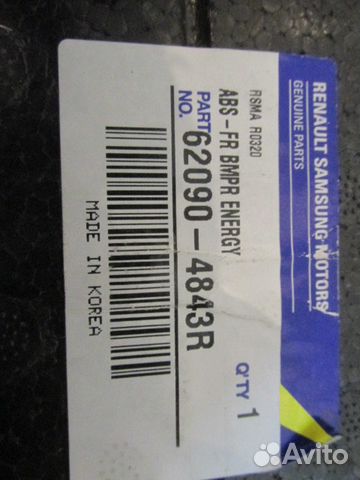 RENAULT SAMSUNG MOTORS
GENUINE PARTS
RSMA R0320
ABS-FR BMPR ENERGY
PART NO. 62090-4843R
Q'TY 1
MADE IN KOREA
Avito